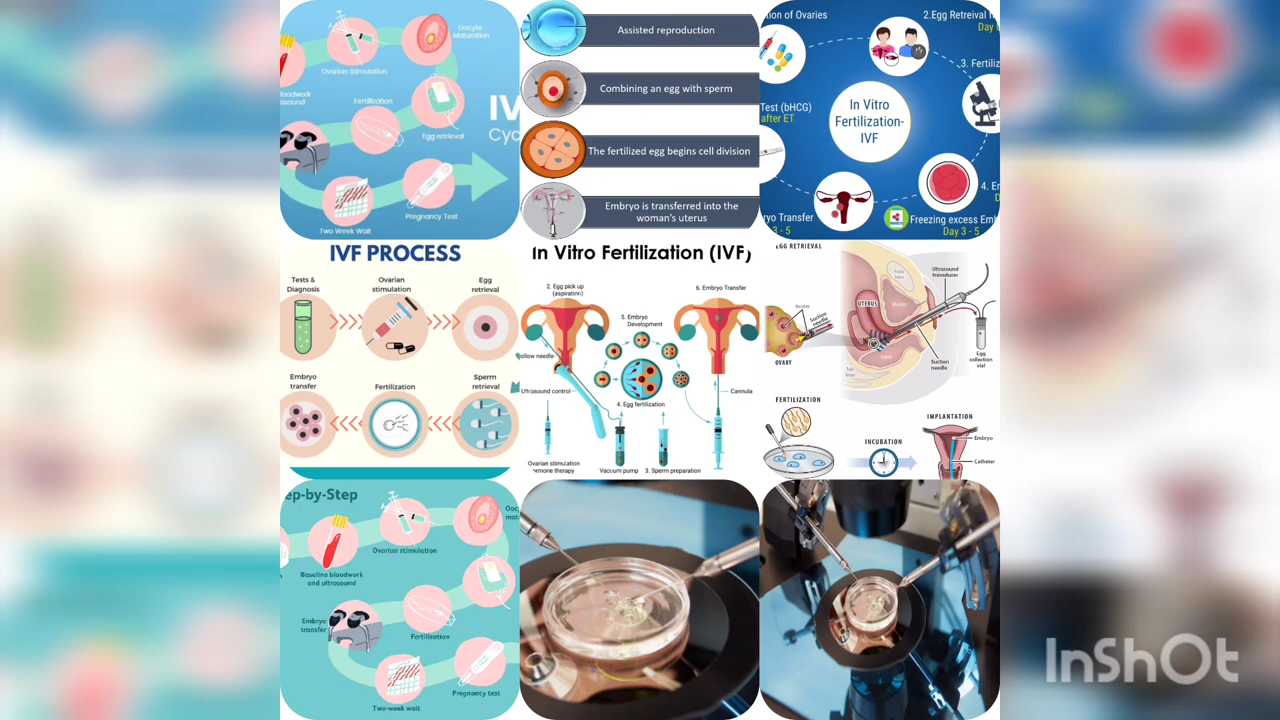 Oocyte
Maturation
Ovarian Stimulation
Fertilization
Egg retrieval
Pregnancy Test
Two Week Wait
Assisted reproduction
Combining an egg with sperm
The fertilized egg begins cell division
Embryo is transferred into the
woman's uterus
ion of Ovaries
2.Egg Retreival
Day
3. Fertiliz
In Vitro
Fertilization-
IVF
Test (bHCG)
after ET
4. E
ryo Transfer
3 - 5
Freezing excess Emb
Day 3 - 5
IVF PROCESS
Tests &
Diagnosis
Ovarian
stimulation
Egg
retrieval
Embryo
transfer
Fertilization
Sperm
retrieval
In Vitro Fertilization (IVF)
2. Egg pick up
(aspiration)
6. Embryo Transfer
5. Embryo
Development
Hollow needle
Ultrasound control
4. Egg fertilization
Cannula
Ovarian stimulation
hormone therapy
Vacuum pump
3. Sperm preparation
EGG RETRIEVAL
Ultrasound
transducer
UTERUS
Suction
needle
OVARY
Suction
needle
Egg
collection
vial
FERTILIZATION
INCUBATION
IMPLANTATION
Embryo
Catheter
ep-by-Step
Ovarian stimulation
Baseline bloodwork
and ultrasound
Embryo
transfer
Fertilization
Pregnancy test
Two-week wait
InShOt